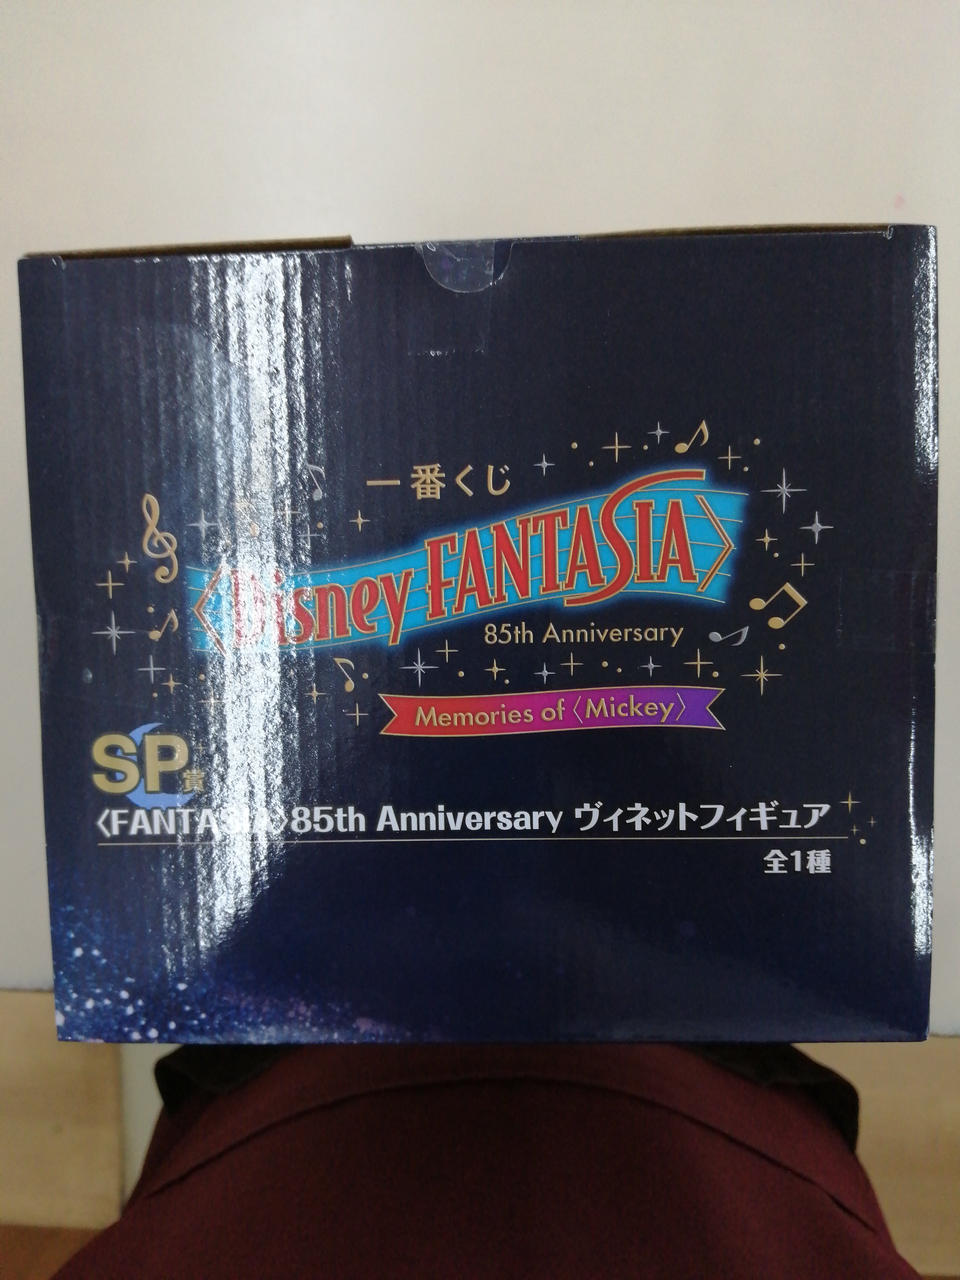 一番くじ
〈Disney FANTASIA〉
85th Anniversary
Memories of〈Mickey〉
SP賞
〈FANTASIA〉85th Anniversary ヴィネットフィギュア
全1種